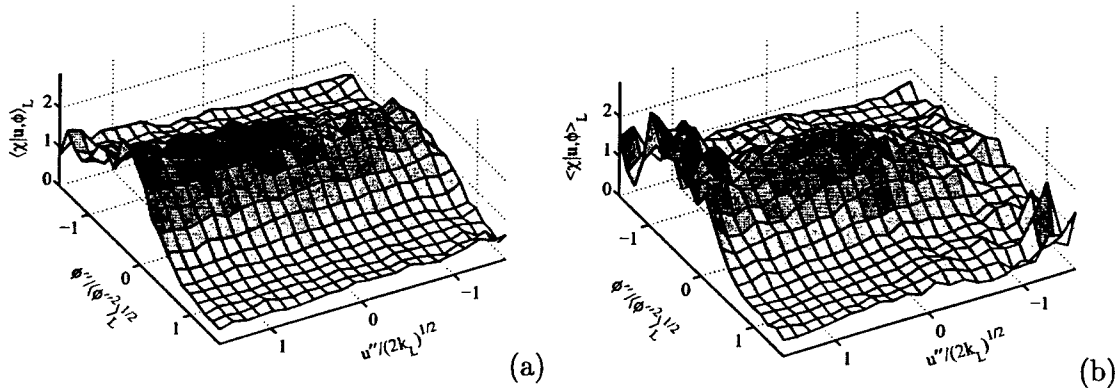 ⟨χ|u,ϕ⟩_L
2
1
0
−1
0
1
ø''/(ø''²)_L^{1/2}
1
0
−1
u''/(2k_L)^{1/2}
(a)
<χ|u,ϕ>_L
2
1
0
−1
0
1
ø''/(ø''²)_L^{1/2}
1
0
−1
u''/(2k_L)^{1/2}
(b)